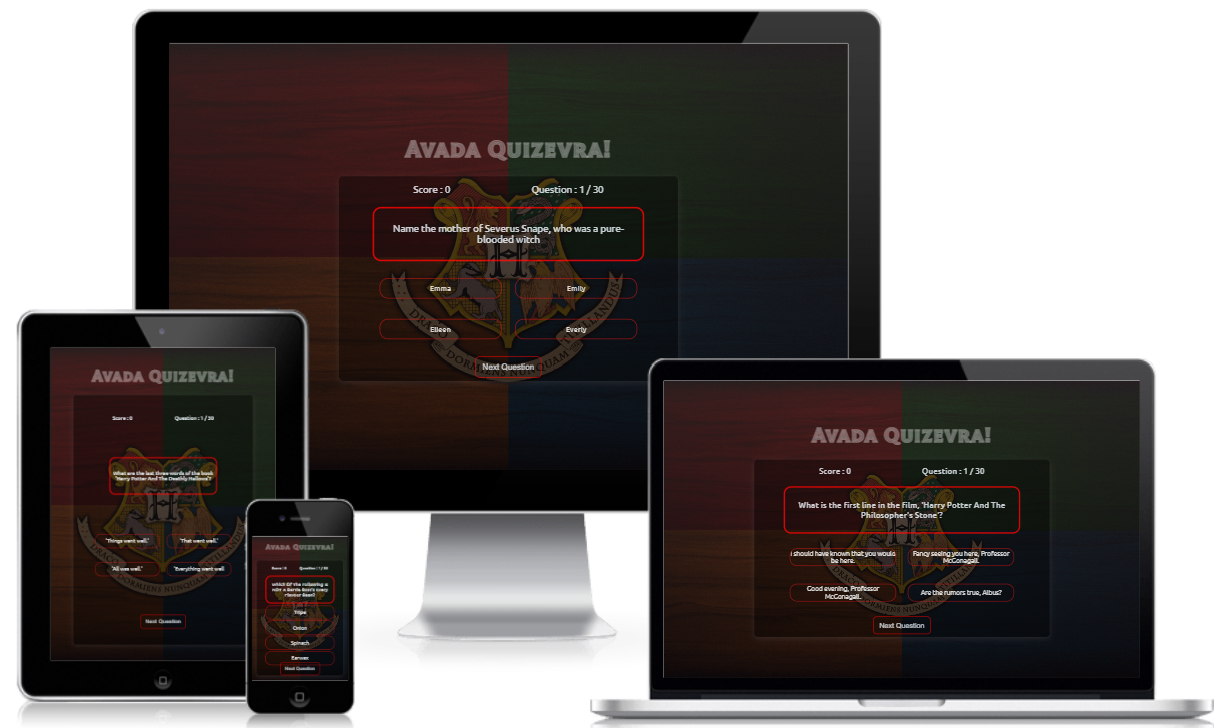 AVADA QUIZEVRA!
Score : 0 Question : 1 / 30
Name the mother of Severus Snape, who was a pure-
blooded witch
Emma Emily
Eileen Everly
DRACO DORMIENS NUNQUAM TITILLANDUS
Next Question
AVADA QUIZEVRA!
Score : 0 Question : 1 / 30
What are the last three words of the book
'Harry Potter And The Deathly Hallows'?
"Things went well." "That went well."
"All was well." "Everything went well
DORMIENS NUNQUAM
Next Question
AVADA QUIZEVRA!
Score : 0 Question : 1 / 30
Which Of the following is
Flavour Bean?
Tripe
Onion
Spinach
Earwax
Next Question
AVADA QUIZEVRA!
Score : 0 Question : 1 / 30
What is the first line in the film, 'Harry Potter And The
Philosopher's Stone'?
I should have known that you would
be here.
Fancy seeing you here, Professor
McGonagall.
Good evening, Professor
McGonagall.
Are the rumors true, Albus?
DORMIENS NUNQUAM
Next Question